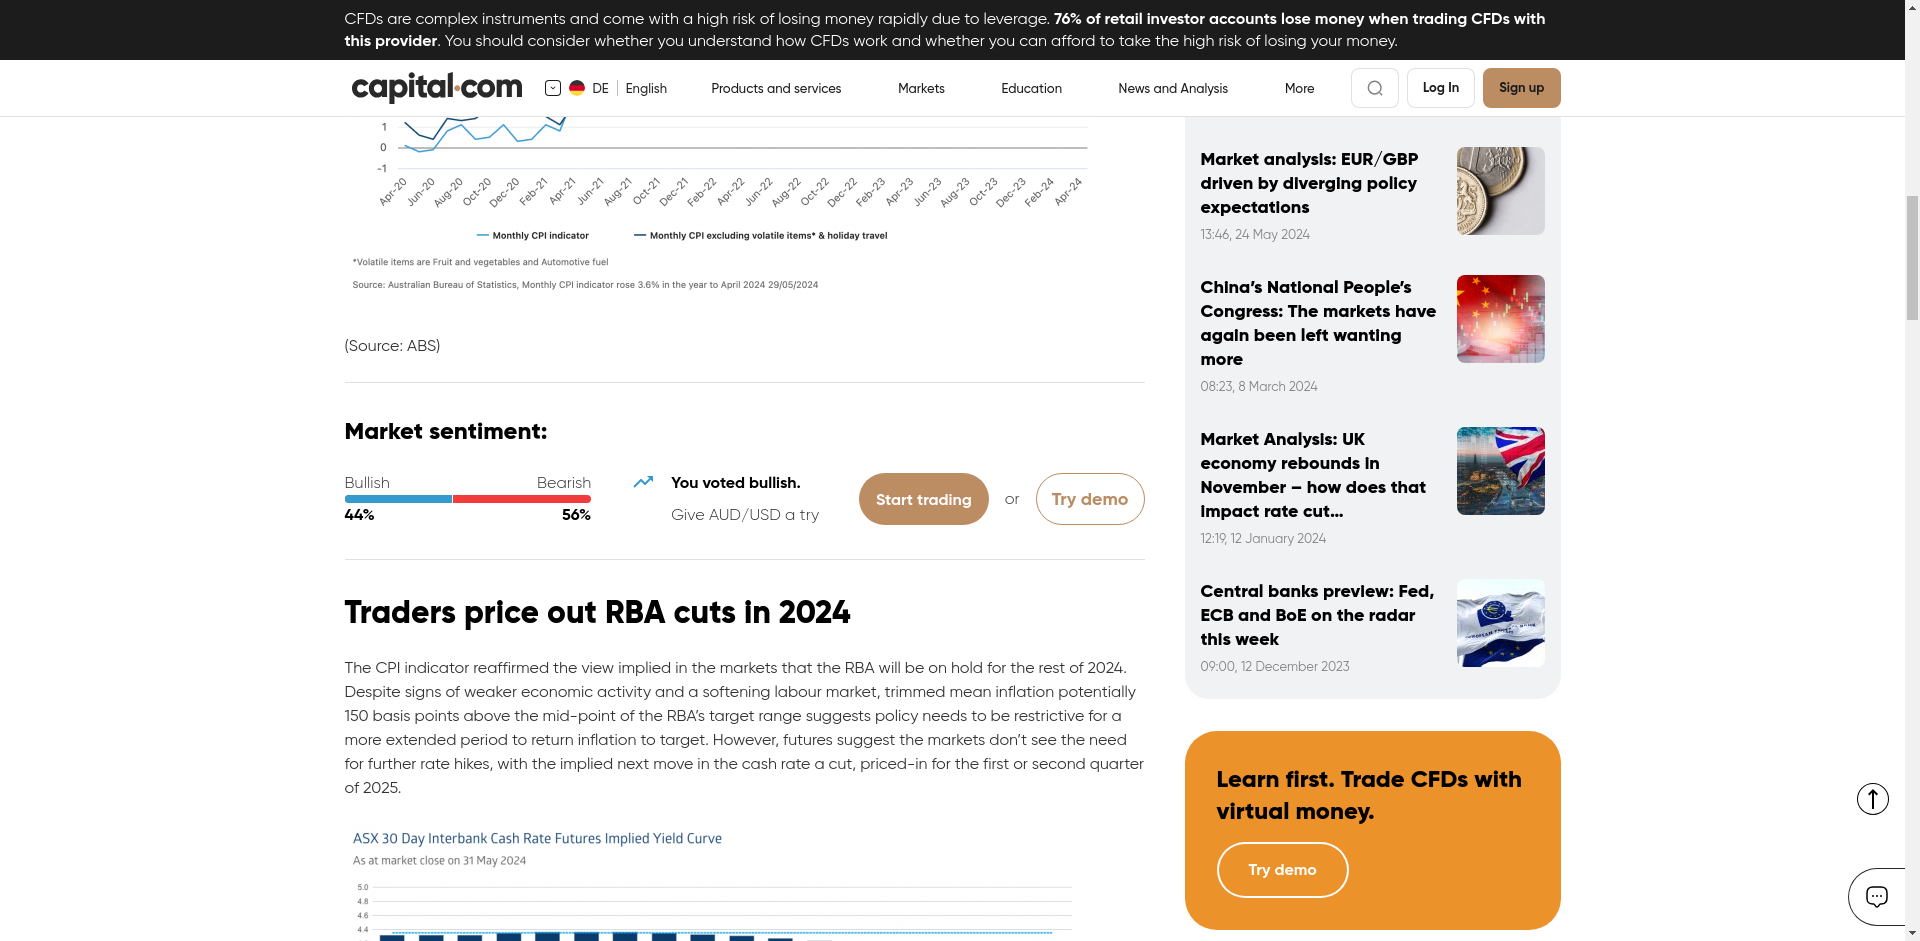 CFDs are complex instruments and come with a high risk of losing money rapidly due to leverage. 76% of retail investor accounts lose money when trading CFDs with
this provider. You should consider whether you understand how CFDs work and whether you can afford to take the high risk of losing your money.
capital.com
DE
English
Products and services
Markets
Education
News and Analysis
More
Log In
Sign up
1
0
-1
Apr-20
Jun-20
Aug-20
Oct-20
Dec-20
Feb-21
Apr-21
Jun-21
Aug-21
Oct-21
Dec-21
Feb-22
Apr-22
Jun-22
Aug-22
Oct-22
Dec-22
Feb-23
Apr-23
Jun-23
Aug-23
Oct-23
Dec-23
Feb-24
Apr-24
Monthly CPI indicator
Monthly CPI excluding volatile items* & holiday travel
*Volatile items are Fruit and vegetables and Automotive fuel
Source: Australian Bureau of Statistics, Monthly CPI indicator rose 3.6% in the year to April 2024 29/05/2024
(Source: ABS)
Market sentiment:
Bullish
Bearish
44%
56%
You voted bullish.
Give AUD/USD a try
Start trading
or
Try demo
Traders price out RBA cuts in 2024
The CPI indicator reaffirmed the view implied in the markets that the RBA will be on hold for the rest of 2024.
Despite signs of weaker economic activity and a softening labour market, trimmed mean inflation potentially
150 basis points above the mid-point of the RBA's target range suggests policy needs to be restrictive for a
more extended period to return inflation to target. However, futures suggest the markets don't see the need
for further rate hikes, with the implied next move in the cash rate a cut, priced-in for the first or second quarter
of 2025.
ASX 30 Day Interbank Cash Rate Futures Implied Yield Curve
As at market close on 31 May 2024
5.0
4.8
4.6
4.4
Market analysis: EUR/GBP
driven by diverging policy
expectations
13:46, 24 May 2024
China's National People's
Congress: The markets have
again been left wanting
more
08:23, 8 March 2024
Market Analysis: UK
economy rebounds in
November – how does that
impact rate cut...
12:19, 12 January 2024
Central banks preview: Fed,
ECB and BoE on the radar
this week
09:00, 12 December 2023
Learn first. Trade CFDs with
virtual money.
Try demo